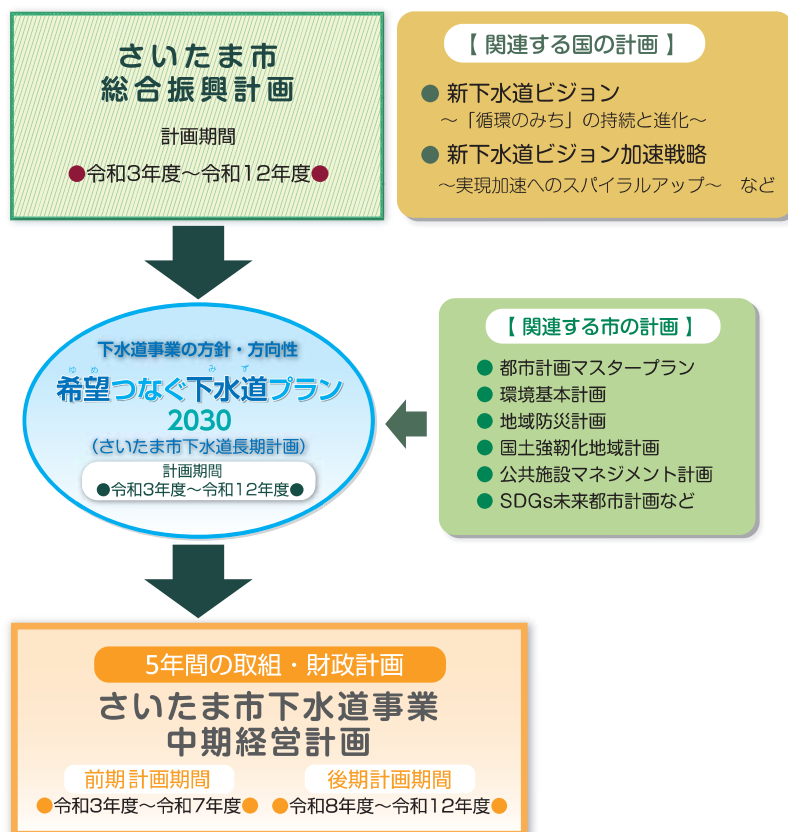 さいたま市
総合振興計画
計画期間
●令和3年度～令和12年度●
【 関連する国の計画 】
● 新下水道ビジョン
～「循環のみち」の持続と進化～
● 新下水道ビジョン加速戦略
～実現加速へのスパイラルアップ～ など
下水道事業の方針・方向性
ゆめ みず
希望つなぐ下水道プラン
2030
（さいたま市下水道長期計画）
計画期間
●令和3年度～令和12年度●
【 関連する市の計画 】
● 都市計画マスタープラン
● 環境基本計画
● 地域防災計画
● 国土強靭化地域計画
● 公共施設マネジメント計画
● SDGs未来都市計画など
5年間の取組・財政計画
さいたま市下水道事業
中期経営計画
前期計画期間 後期計画期間
●令和3年度～令和7年度● ●令和8年度～令和12年度●